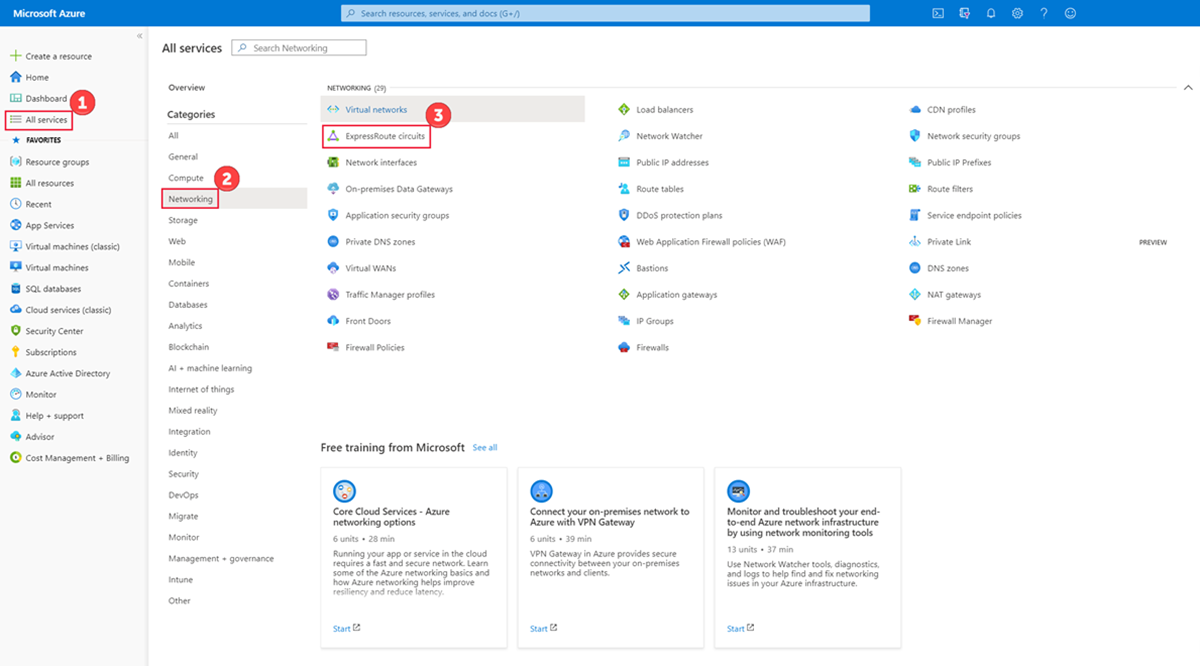 Microsoft Azure
Search resources, services, and docs (G+/)
«
Create a resource
Home
Dashboard
1
All services
FAVORITES
Resource groups
All resources
Recent
App Services
Virtual machines (classic)
Virtual machines
SQL databases
Cloud services (classic)
Security Center
Subscriptions
Azure Active Directory
Monitor
Help + support
Advisor
Cost Management + Billing
All services
Search Networking
Overview
Categories
All
General
Compute
2
Networking
Storage
Web
Mobile
Containers
Databases
Analytics
Blockchain
AI + machine learning
Internet of things
Mixed reality
Integration
Identity
Security
DevOps
Migrate
Monitor
Management + governance
Intune
Other
NETWORKING (29)
Virtual networks
3
ExpressRoute circuits
Network interfaces
On-premises Data Gateways
Application security groups
Private DNS zones
Virtual WANs
Traffic Manager profiles
Front Doors
Firewall Policies
Load balancers
Network Watcher
Public IP addresses
Route tables
DDoS protection plans
Web Application Firewall policies (WAF)
Bastions
Application gateways
IP Groups
Firewalls
CDN profiles
Network security groups
Public IP Prefixes
Route filters
Service endpoint policies
Private Link PREVIEW
DNS zones
NAT gateways
Firewall Manager
Free training from Microsoft See all
Core Cloud Services - Azure
networking options
6 units • 28 min
Running your app or service in the cloud
requires a fast and secure network. Learn
some of the Azure networking basics and
how Azure networking helps improve
resiliency and reduce latency.
Start
Connect your on-premises network to
Azure with VPN Gateway
6 units • 39 min
VPN Gateway in Azure provides secure
connectivity between your on-premises
networks and clients.
Start
Monitor and troubleshoot your end-
to-end Azure network infrastructure
by using network monitoring tools
13 units • 37 min
Use Network Watcher tools, diagnostics,
and logs to help find and fix networking
issues in your Azure infrastructure.
Start